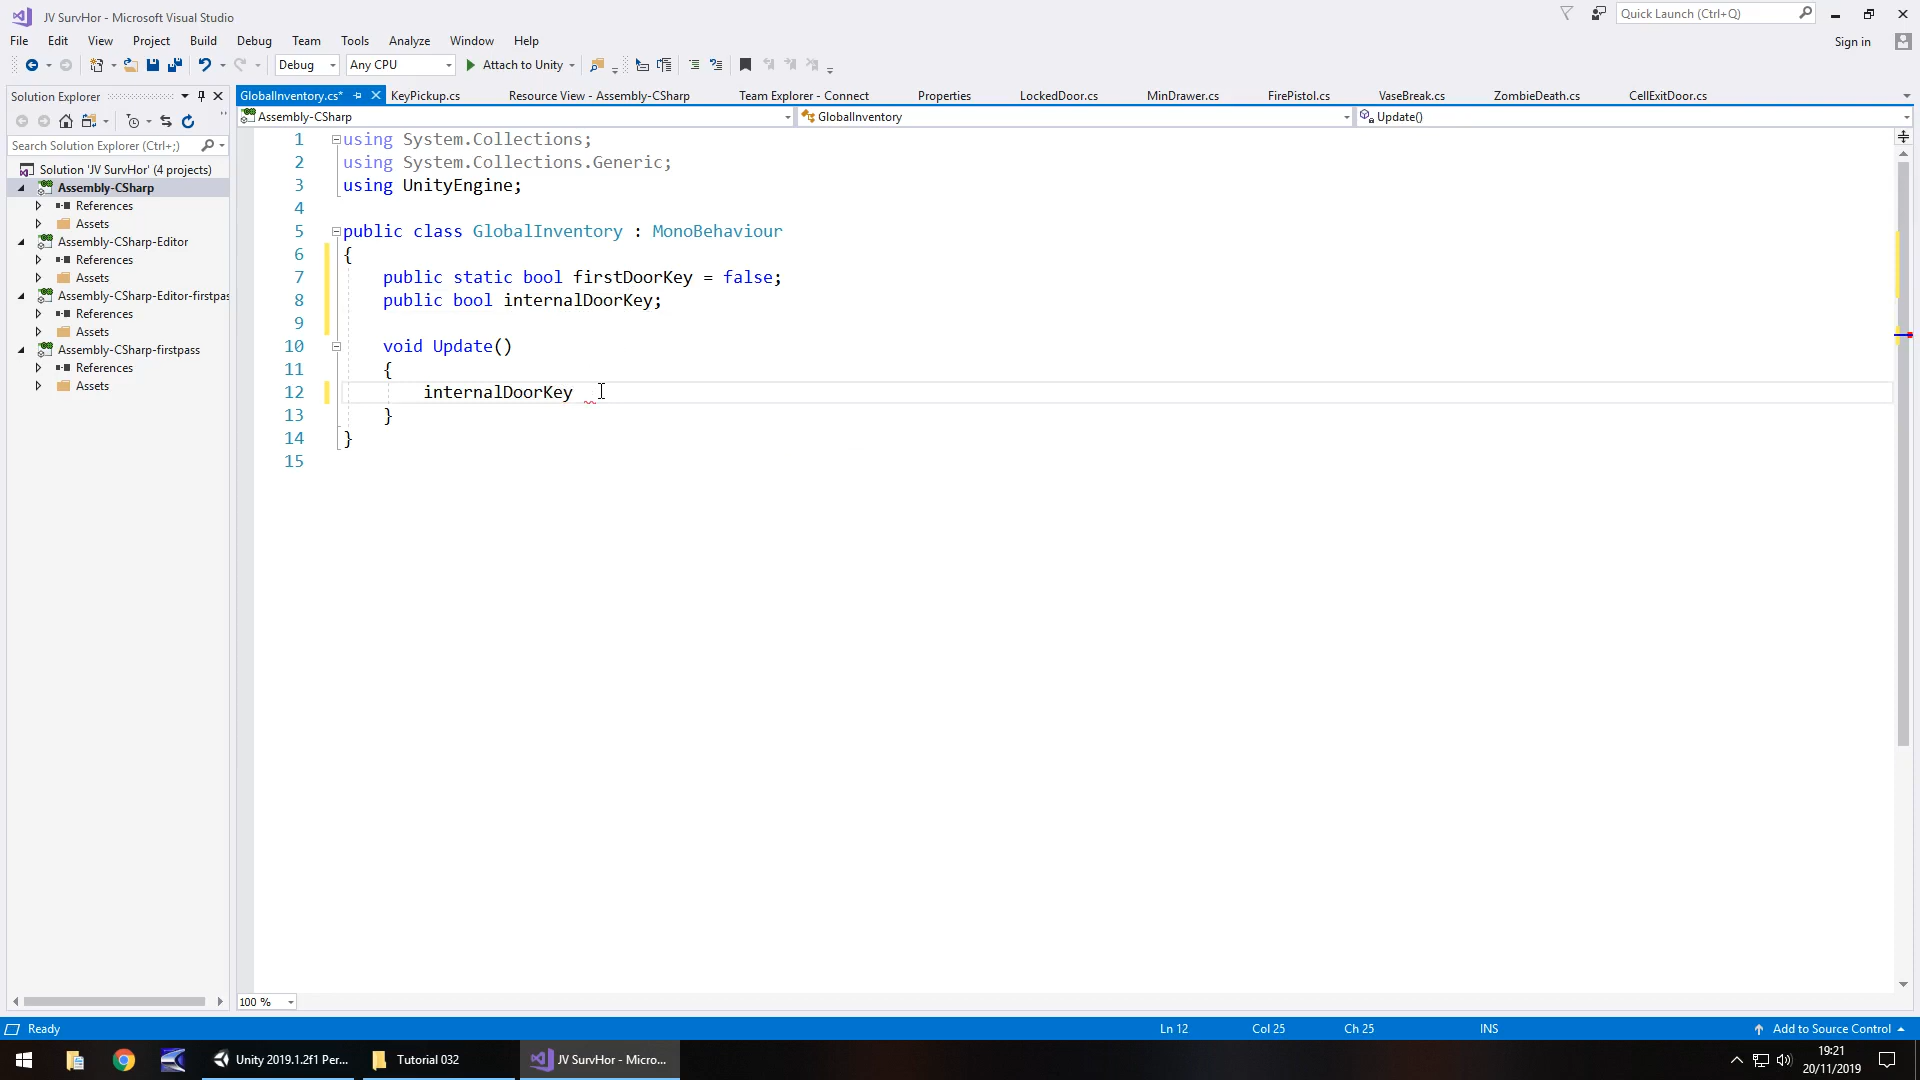 JV SurvHor - Microsoft Visual Studio
Quick Launch (Ctrl+Q)
File Edit View Project Build Debug Team Tools Analyze Window Help
Sign in
Debug Any CPU Attach to Unity
Solution Explorer
GlobalInventory.cs* KeyPickup.cs Resource View - Assembly-CSharp Team Explorer - Connect Properties LockedDoor.cs MinDrawer.cs FirePistol.cs VaseBreak.cs ZombieDeath.cs CellExitDoor.cs
Assembly-CSharp GlobalInventory Update()
Search Solution Explorer (Ctrl+;)
Solution 'JV SurvHor' (4 projects)
Assembly-CSharp
References
Assets
Assembly-CSharp-Editor
References
Assets
Assembly-CSharp-Editor-firstpas
References
Assets
Assembly-CSharp-firstpass
References
Assets
1 using System.Collections;
2 using System.Collections.Generic;
3 using UnityEngine;
4
5 public class GlobalInventory : MonoBehaviour
6 {
7 public static bool firstDoorKey = false;
8 public bool internalDoorKey;
9
10 void Update()
11 {
12 internalDoorKey
13 }
14 }
15
100 %
Ready Ln 12 Col 25 Ch 25 INS Add to Source Control
Unity 2019.1.2f1 Per... Tutorial 032 JV SurvHor - Micro...
19:21
20/11/2019